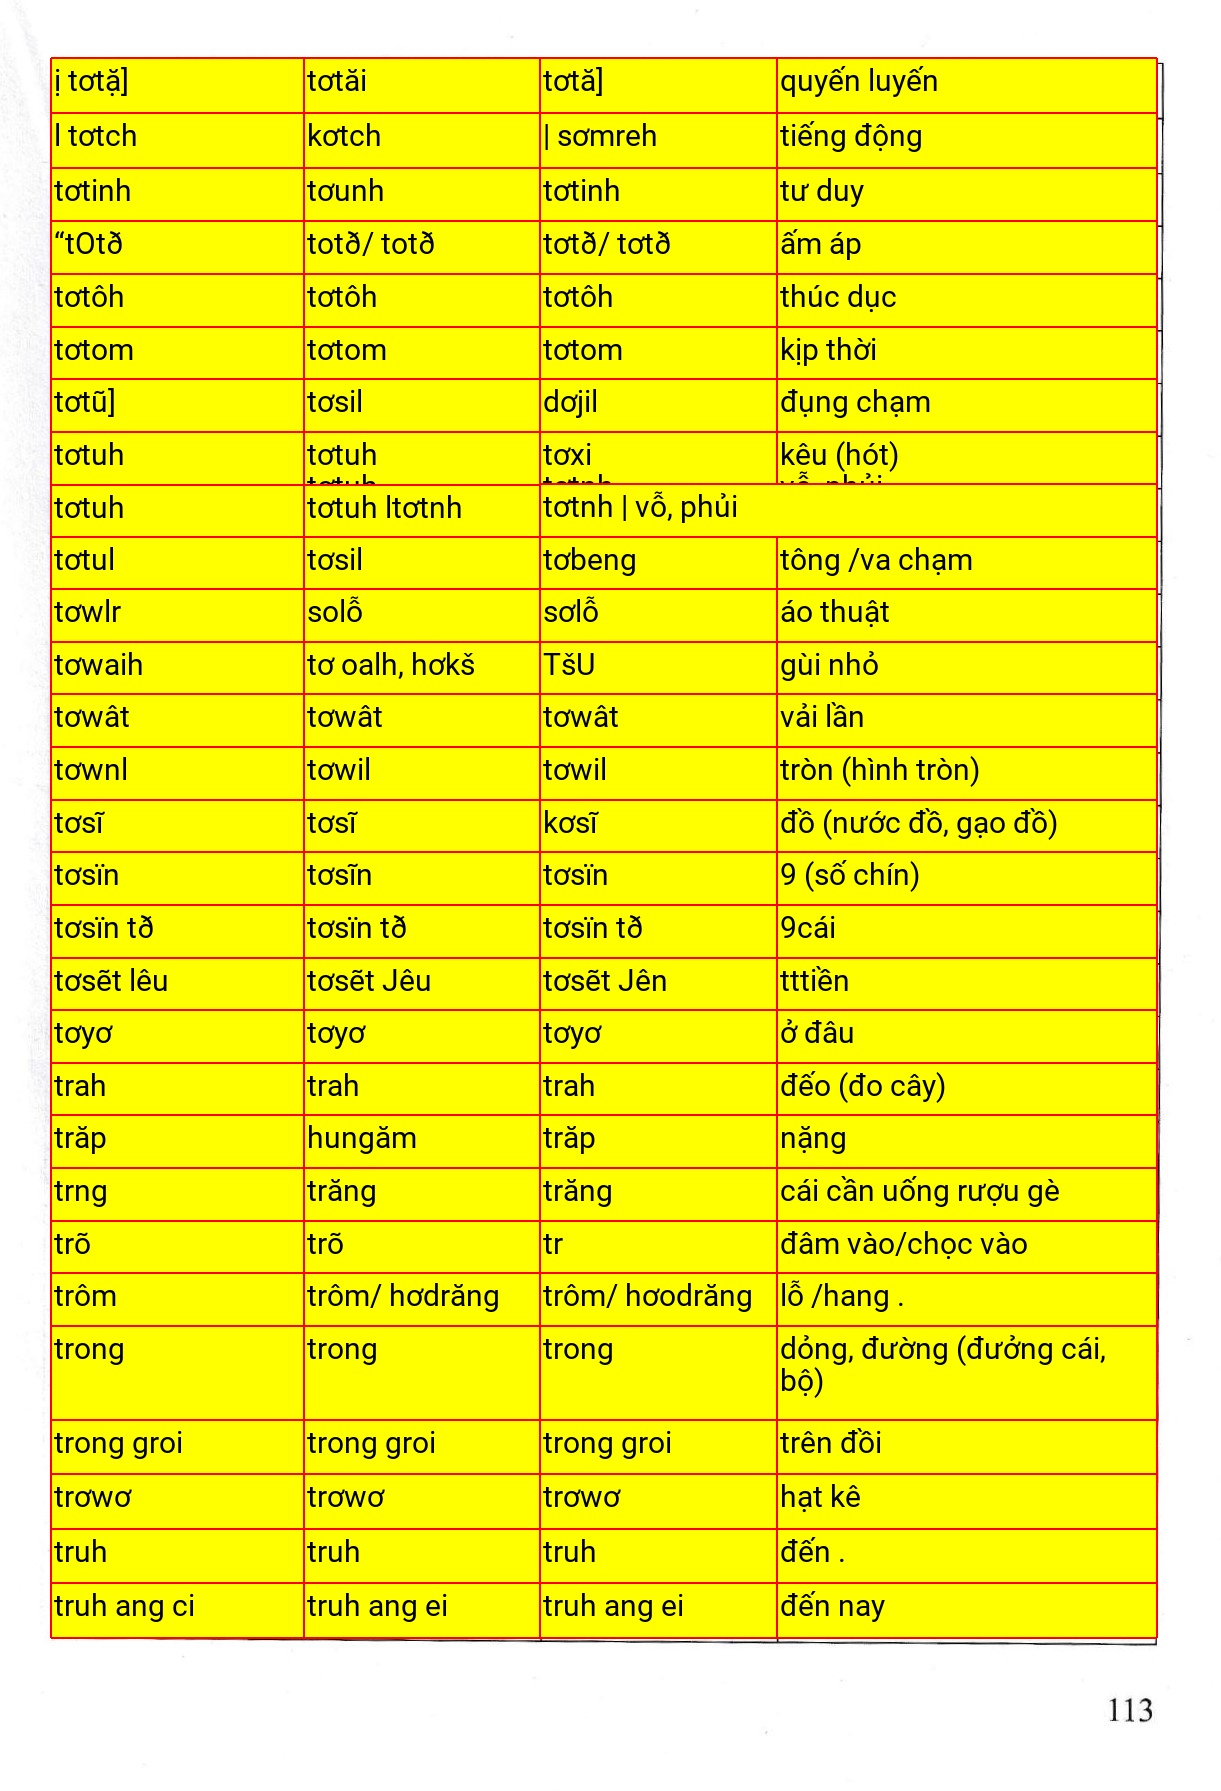 ị tơtặ] tơtăi tơtă] quyến luyến
l tơtch kơtch | sơmreh tiếng động
tơtinh tơunh tơtinh tư duy
“tOtð totð/ totð tơtð/ tơtð ấm áp
tơtôh tơtôh tơtôh thúc dục
tơtom tơtom tơtom kịp thời
tơtũ] tơsil dơjil đụng chạm
tơtuh tơtuh tơxi kêu (hót)
tơtuh tơtuh ltơtnh tơtnh | vỗ, phủi
tơtul tơsil tơbeng tông /va chạm
tơwlr solỗ sơlỗ áo thuật
tơwaih tơ oalh, hơkš TšU gùi nhỏ
tơwât tơwât tơwât vải lần
tơwnl tơwil tơwil tròn (hình tròn)
tơsĩ tơsĩ kơsĩ đồ (nước đồ, gạo đồ)
tơsïn tơsĩn tơsïn 9 (số chín)
tơsïn tð tơsïn tð tơsïn tð 9cái
tơsẽt lêu tơsẽt Jêu tơsẽt Jên tttiền
tơyơ tơyơ tơyơ ở đâu
trah trah trah đếo (đo cây)
trăp hungăm trăp nặng
trng trăng trăng cái cần uống rượu gè
trõ trõ tr đâm vào/chọc vào
trôm trôm/ hơdrăng trôm/ hơodrăng lỗ /hang .
trong trong trong dỏng, đường (đưởng cái,
bộ)
trong groi trong groi trong groi trên đồi
trơwơ trơwơ trơwơ hạt kê
truh truh truh đến .
truh ang ci truh ang ei truh ang ei đến nay
113